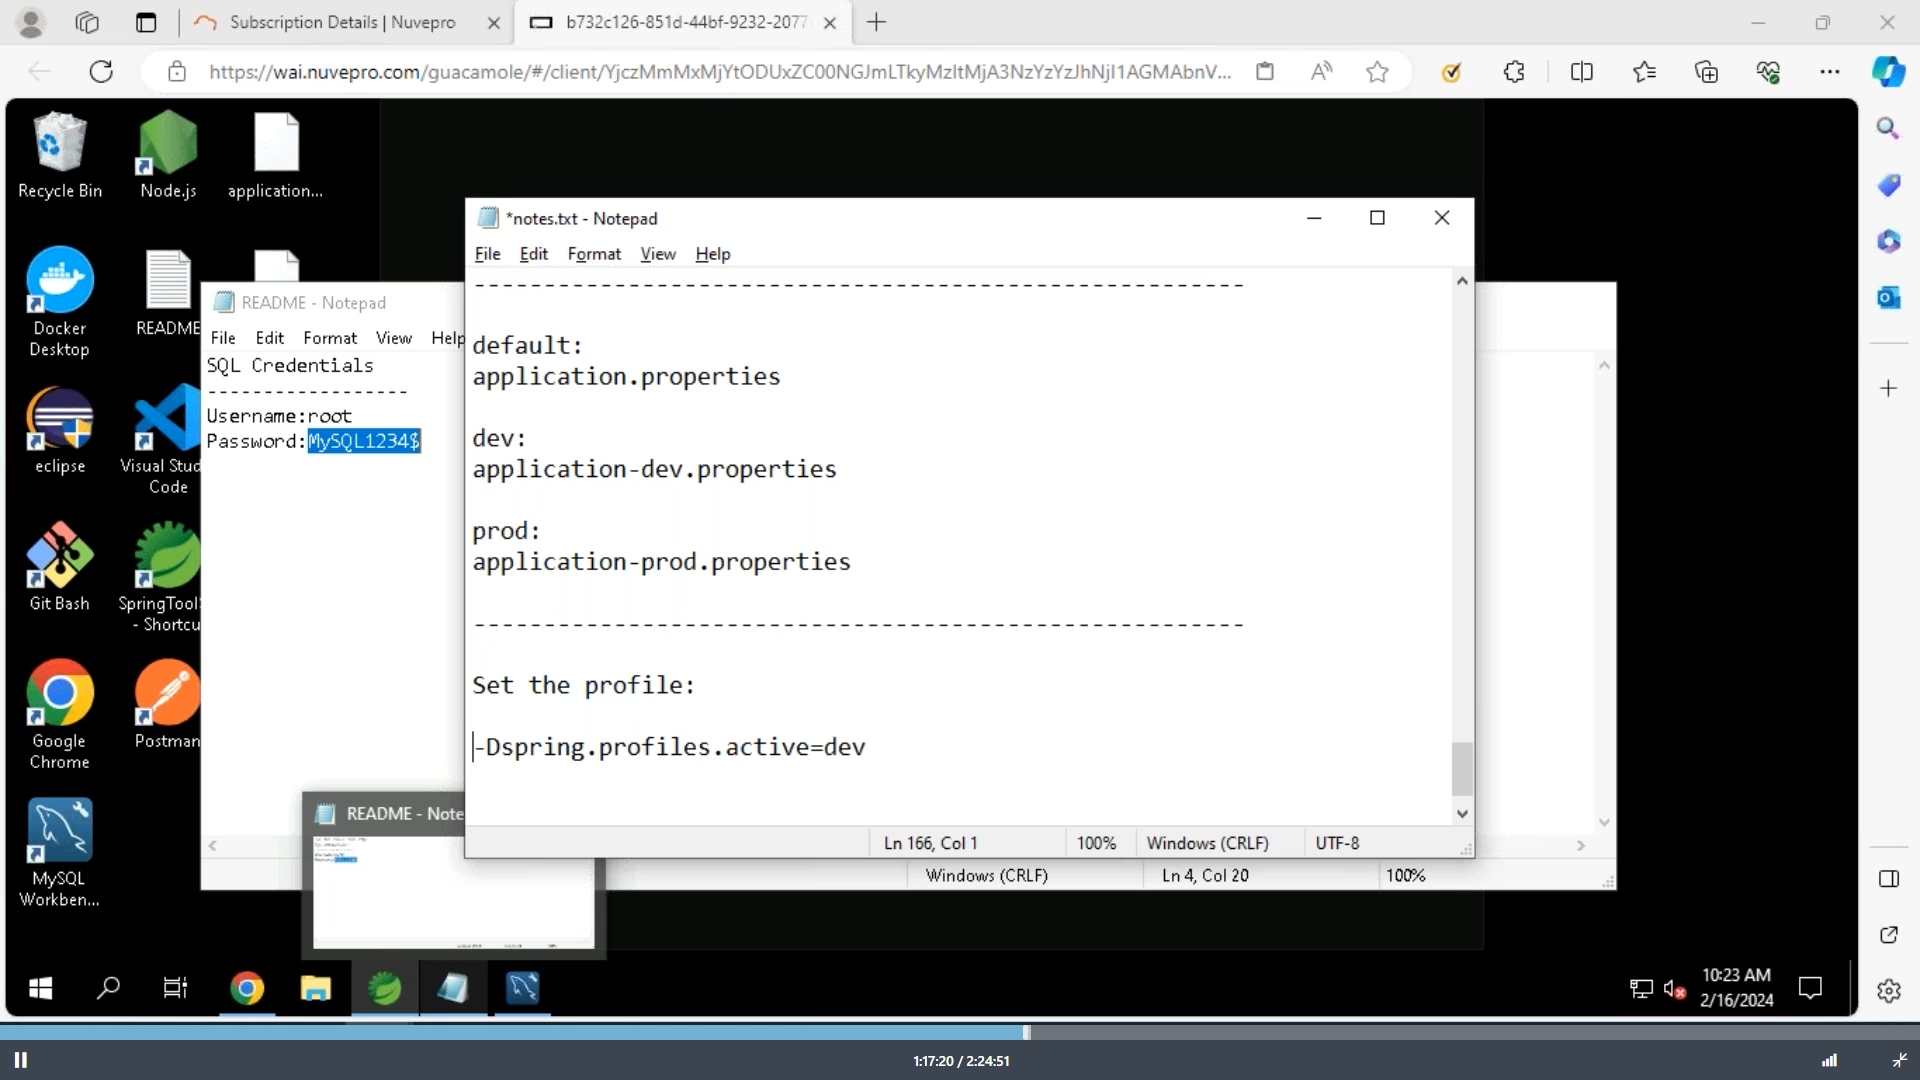 Subscription Details | Nuvepro
b732c126-851d-44bf-9232-2077
https://wai.nuvepro.com/guacamole/#/client/YjczMmMxMjYtODUxZC00NGJmLTkyMzItMjA3NzYzYzJhNjI1AGMAbnV...
Recycle Bin
Node.js
application...
Docker
Desktop
README
eclipse
Visual Stud
Code
Git Bash
SpringTool
- Shortcu
Google
Chrome
Postman
MySQL
Workben...
README - Notepad
File Edit Format View Help
SQL Credentials
------------------
Username:root
Password:MySQL1234$
Windows (CRLF)
Ln 4, Col 20
100%
*notes.txt - Notepad
File Edit Format View Help
-------------------------------------------------------
default:
application.properties
dev:
application-dev.properties
prod:
application-prod.properties
-------------------------------------------------------
Set the profile:
-Dspring.profiles.active=dev
Ln 166, Col 1
100%
Windows (CRLF)
UTF-8
README - Note
10:23 AM
2/16/2024
1:17:20 / 2:24:51